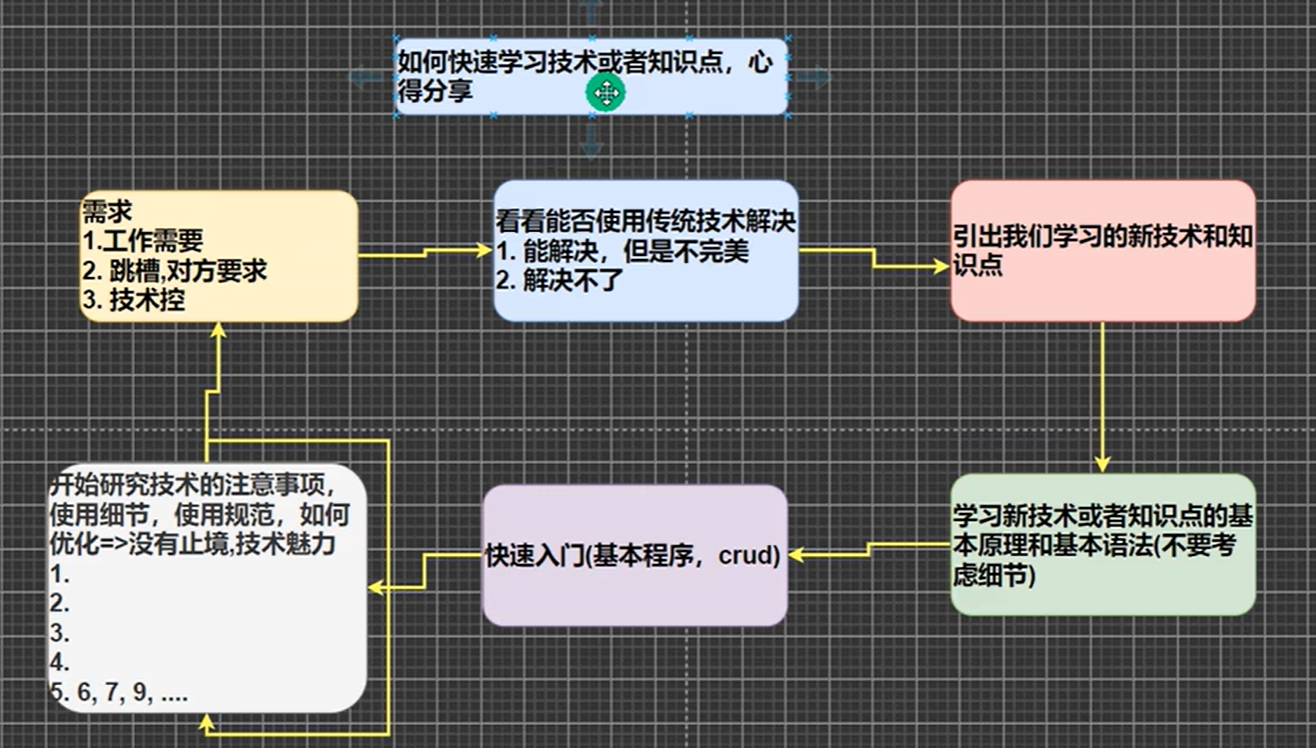 如何快速学习技术或者知识点，心
得分享
需求
1.工作需要
2. 跳槽,对方要求
3. 技术控
看看能否使用传统技术解决
1. 能解决，但是不完美
2. 解决不了
引出我们学习的新技术和知
识点
学习新技术或者知识点的基
本原理和基本语法(不要考
虑细节)
快速入门(基本程序，crud)
开始研究技术的注意事项，
使用细节，使用规范，如何
优化=>没有止境,技术魅力
1.
2.
3.
4.
5. 6, 7, 9, ....